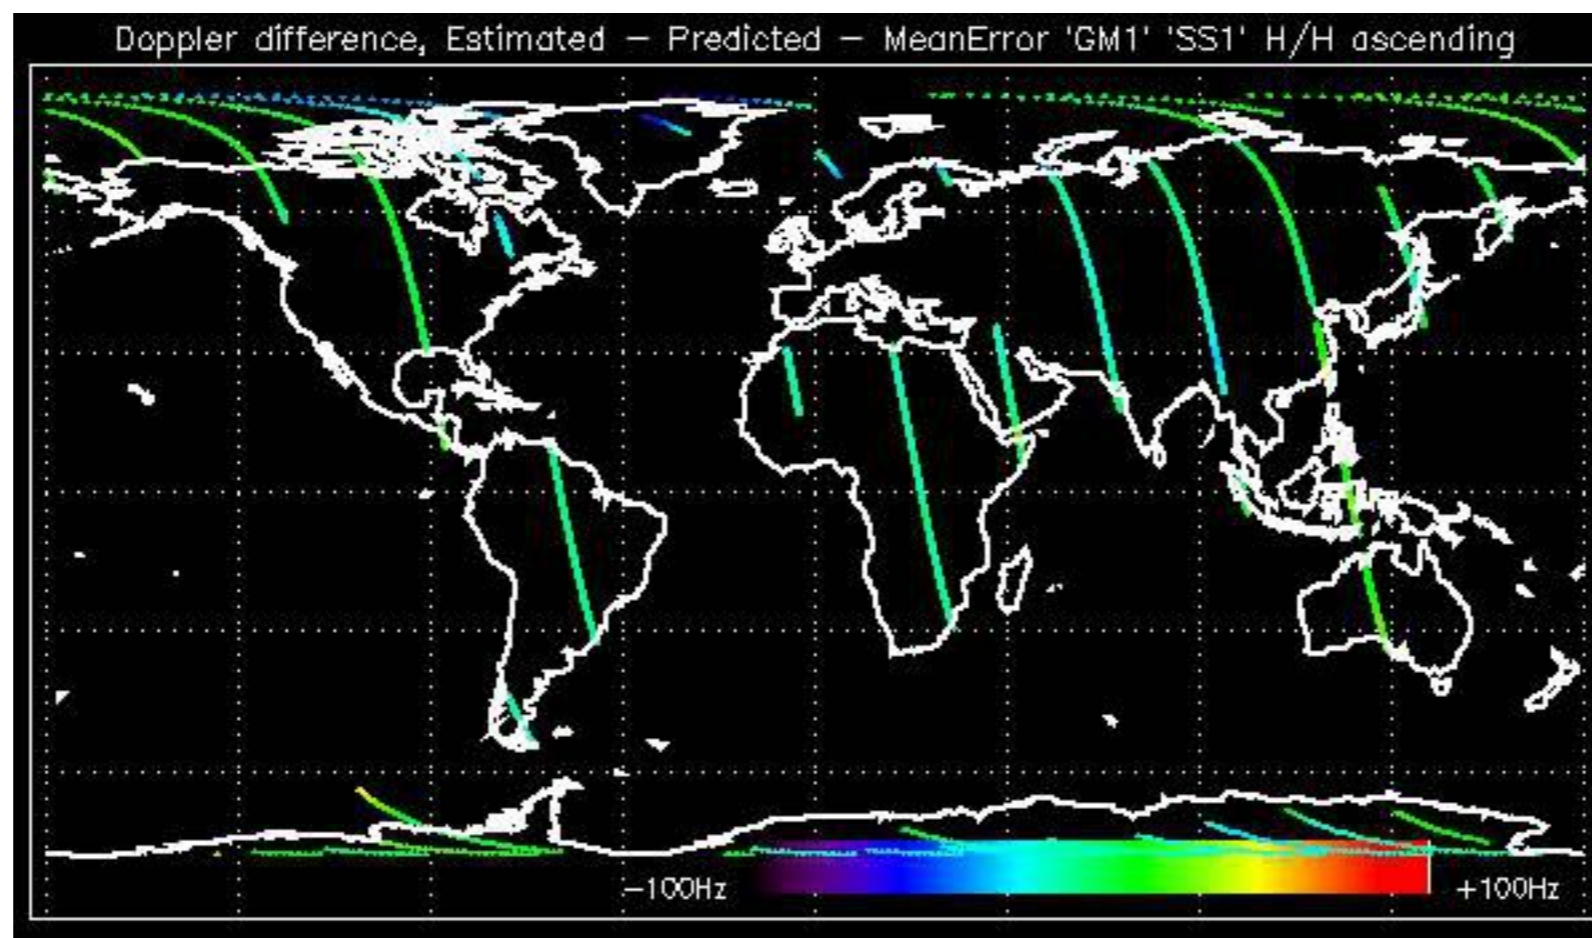 Doppler difference, Estimated — Predicted — MeanError 'GM1' 'SS1' H/H ascending
−100Hz
+100Hz